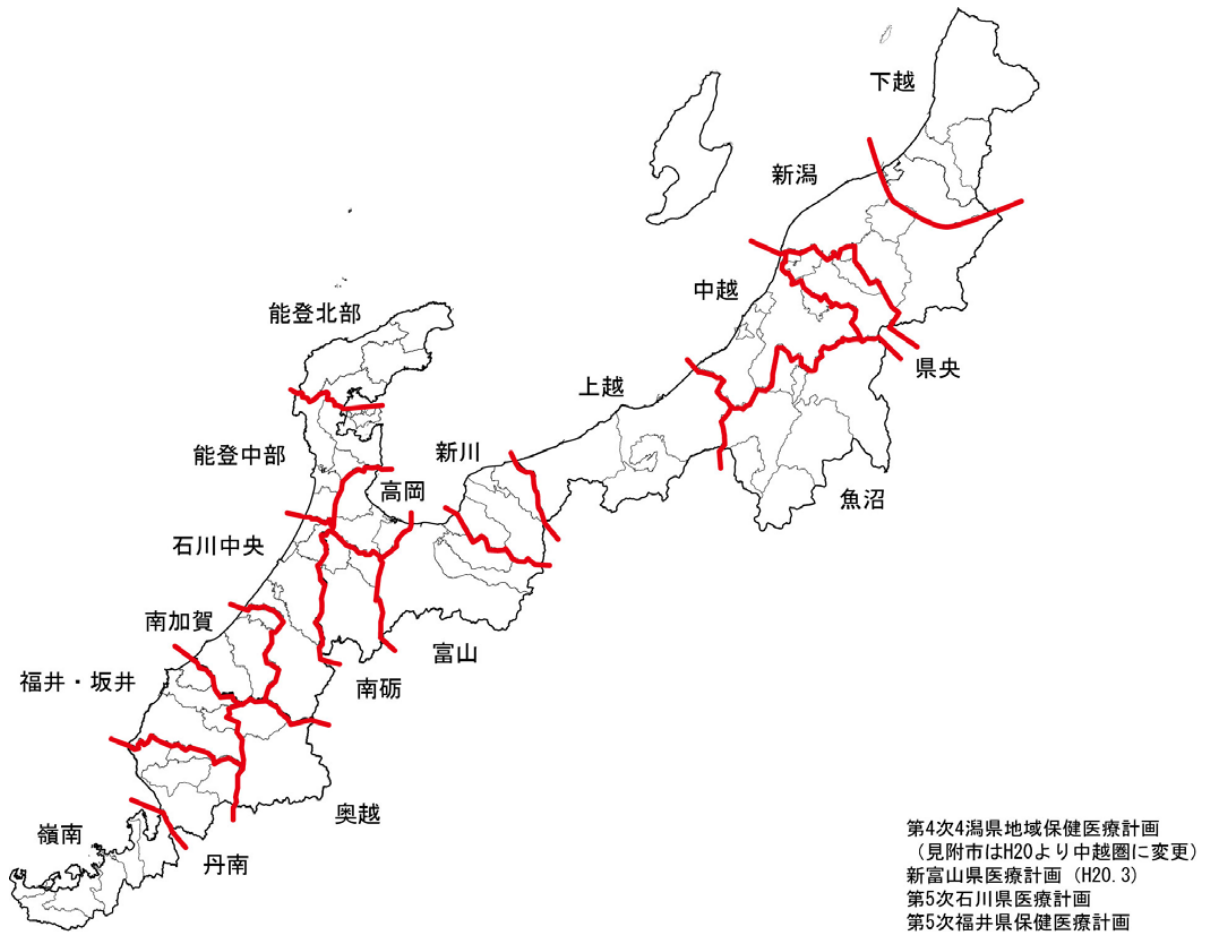 下越
新潟
中越
能登北部
県央
上越
新川
能登中部
高岡
魚沼
石川中央
南加賀
富山
福井・坂井
南砺
奥越
嶺南
丹南
第4次4潟県地域保健医療計画
（見附市はH20より中越圏に変更）
新富山県医療計画（H20.3）
第5次石川県医療計画
第5次福井県保健医療計画